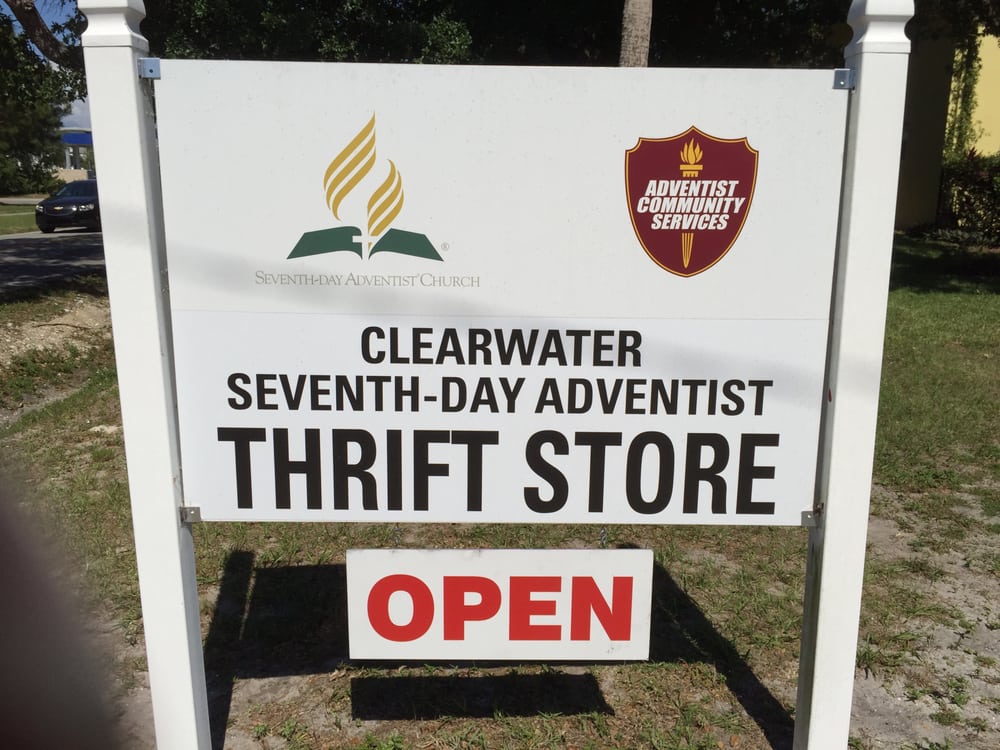 SEVENTH-DAY ADVENTIST® CHURCH
ADVENTIST
COMMUNITY
SERVICES
CLEARWATER
SEVENTH-DAY ADVENTIST
THRIFT STORE
OPEN